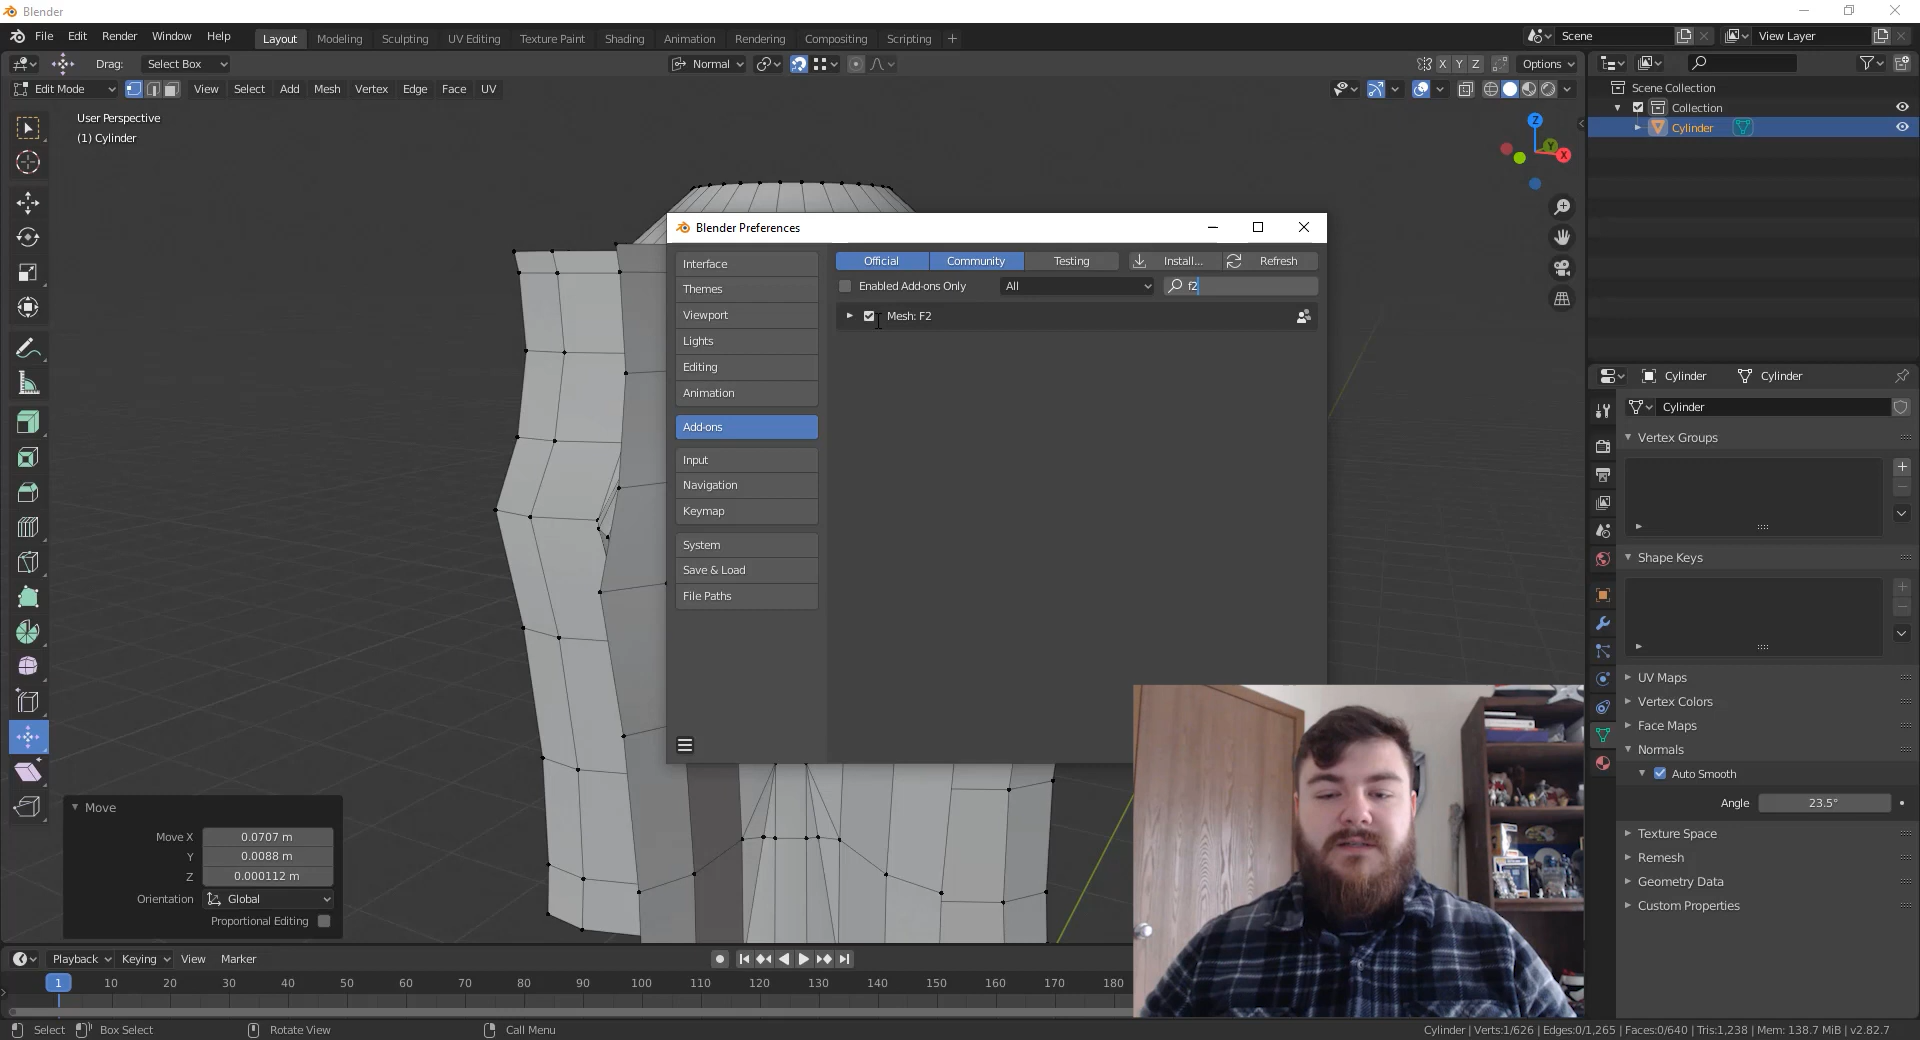 Blender
File Edit Render Window Help Layout Modeling Sculpting UV Editing Texture Paint Shading Animation Rendering Compositing Scripting + Scene View Layer
Drag: Select Box Normal X Y Z Options
Edit Mode View Select Add Mesh Vertex Edge Face UV
User Perspective
(1) Cylinder
Z
Y
X
Scene Collection
Collection
Cylinder
Blender Preferences
Interface
Themes
Viewport
Lights
Editing
Animation
Add-ons
Input
Navigation
Keymap
System
Save & Load
File Paths
Official Community Testing Install... Refresh
Enabled Add-ons Only All f2
Mesh: F2
Cylinder Cylinder
Cylinder
Vertex Groups
Shape Keys
UV Maps
Vertex Colors
Face Maps
Normals
Auto Smooth
Angle 23.5°
Texture Space
Remesh
Geometry Data
Custom Properties
Move
Move X 0.0707 m
Y 0.0088 m
Z 0.000112 m
Orientation Global
Proportional Editing
Playback Keying View Marker
1 10 20 30 40 50 60 70 80 90 100 110 120 130 140 150 160 170 180
Select Box Select Rotate View Call Menu Cylinder | Verts:1/626 | Edges:0/1,265 | Faces:0/640 | Tris:1,238 | Mem: 138.7 MiB | v2.82.7